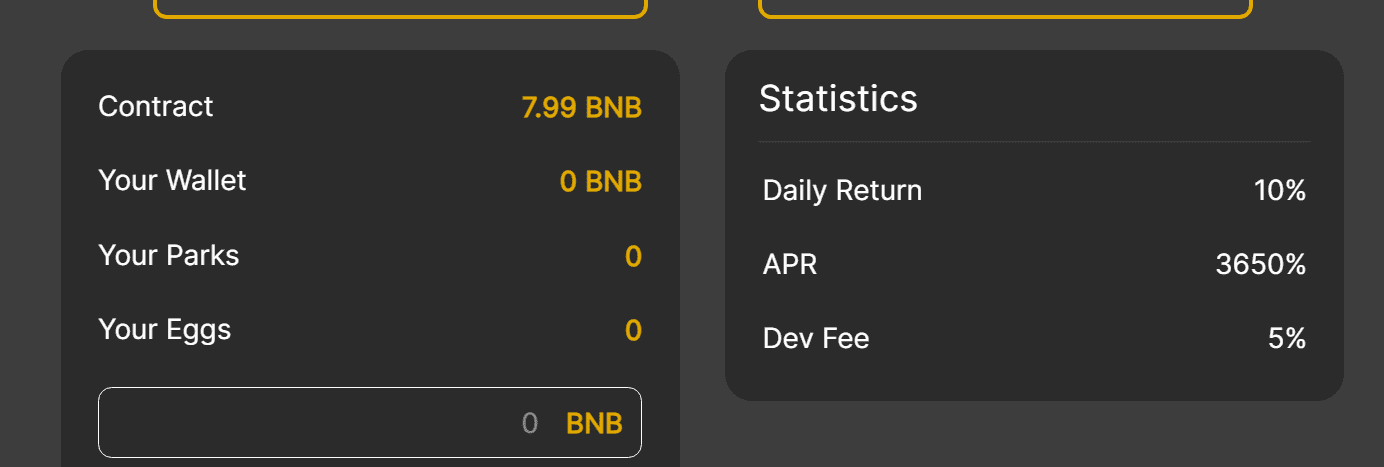 Contract 7.99 BNB
Your Wallet 0 BNB
Your Parks 0
Your Eggs 0
0 BNB
Statistics
Daily Return 10%
APR 3650%
Dev Fee 5%